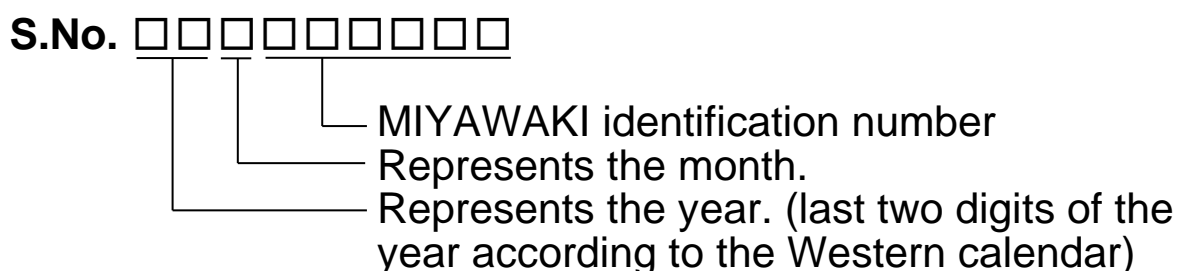 S.No. □□□□□□□□□
MIYAWAKI identification number
Represents the month.
Represents the year. (last two digits of the
year according to the Western calendar)